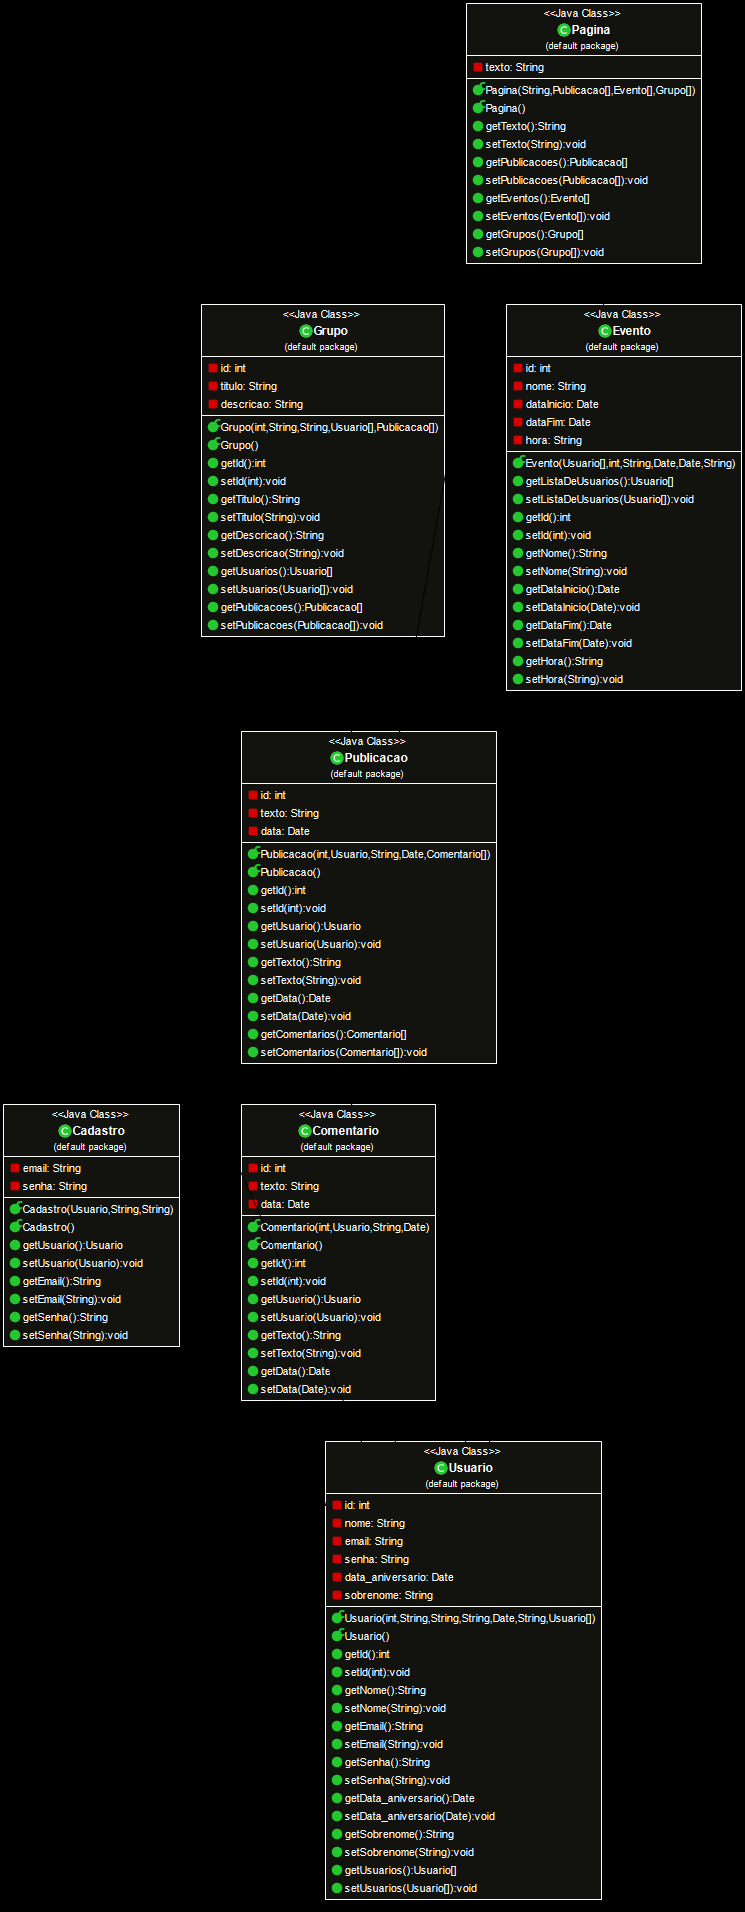 <<Java Class>>
Pagina
(default package)
texto: String
Pagina(String,Publicacao[],Evento[],Grupo[])
Pagina()
getTexto():String
setTexto(String):void
getPublicacoes():Publicacao[]
setPublicacoes(Publicacao[]):void
getEventos():Evento[]
setEventos(Evento[]):void
getGrupos():Grupo[]
setGrupos(Grupo[]):void
<<Java Class>>
Grupo
(default package)
id: int
titulo: String
descricao: String
Grupo(int,String,String,Usuario[],Publicacao[])
Grupo()
getId():int
setId(int):void
getTitulo():String
setTitulo(String):void
getDescricao():String
setDescricao(String):void
getUsuarios():Usuario[]
setUsuarios(Usuario[]):void
getPublicacoes():Publicacao[]
setPublicacoes(Publicacao[]):void
<<Java Class>>
Evento
(default package)
id: int
nome: String
dataInicio: Date
dataFim: Date
hora: String
Evento(Usuario[],int,String,Date,Date,String)
getListaDeUsuarios():Usuario[]
setListaDeUsuarios(Usuario[]):void
getId():int
setId(int):void
getNome():String
setNome(String):void
getDataInicio():Date
setDataInicio(Date):void
getDataFim():Date
setDataFim(Date):void
getHora():String
setHora(String):void
<<Java Class>>
Publicacao
(default package)
id: int
texto: String
data: Date
Publicacao(int,Usuario,String,Date,Comentario[])
Publicacao()
getId():int
setId(int):void
getUsuario():Usuario
setUsuario(Usuario):void
getTexto():String
setTexto(String):void
getData():Date
setData(Date):void
getComentarios():Comentario[]
setComentarios(Comentario[]):void
<<Java Class>>
Cadastro
(default package)
email: String
senha: String
Cadastro(Usuario,String,String)
Cadastro()
getUsuario():Usuario
setUsuario(Usuario):void
getEmail():String
setEmail(String):void
getSenha():String
setSenha(String):void
<<Java Class>>
Comentario
(default package)
id: int
texto: String
data: Date
Comentario(int,Usuario,String,Date)
Comentario()
getId():int
setId(int):void
getUsuario():Usuario
setUsuario(Usuario):void
getTexto():String
setTexto(String):void
getData():Date
setData(Date):void
<<Java Class>>
Usuario
(default package)
id: int
nome: String
email: String
senha: String
data_aniversario: Date
sobrenome: String
Usuario(int,String,String,String,Date,String,Usuario[])
Usuario()
getId():int
setId(int):void
getNome():String
setNome(String):void
getEmail():String
setEmail(String):void
getSenha():String
setSenha(String):void
getData_aniversario():Date
setData_aniversario(Date):void
getSobrenome():String
setSobrenome(String):void
getUsuarios():Usuario[]
setUsuarios(Usuario[]):void